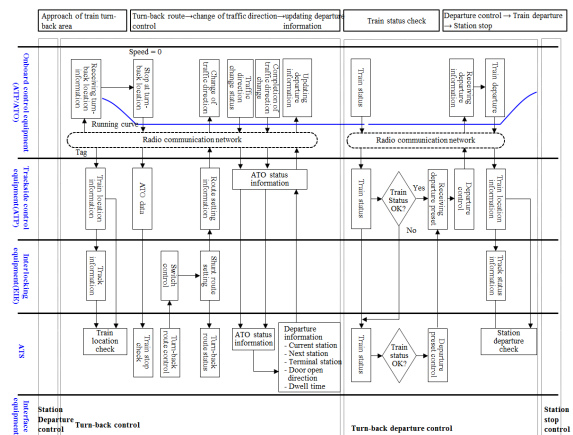 Approach of train turn-
back area
Turn-back route→change of traffic direction→updating departure
control
information
Train status check
Departure control → Train departure
→ Station stop
Onboard control equipment
(ATP/ATO)
Speed = 0
Receiving turn-
back location
information
Stop at turn-
back location
Change of
traffic direction
Traffic
change status
Completion of
traffic direction
change
Updating
departure
information
Train status
Receiving
departure
information
Train departure
Running curve
Radio communication network
Radio communication network
Tag
Trackside control
equipment(ATP)
Train location
information
ATO data
Route setting
information
ATO status
information
Train status
Train
Status
OK?
Yes
No
Receiving
departure preset
Departure
control
Train location
information
Interlocking
equipment(IE)
Track
information
Switch
control
Shunt route
setting
Track status
information
ATS
Train
location
check
Train stop
check
Turn-back
route control
Turn-back
route status
ATO status
information
Departure
information
- Current station
- Next station
- Terminal station
- Door open
direction
- Dwell time
Train status
Train
status
OK?
Departure
preset control
Station
departure
check
Interface
equipment
Station
Departure
control
Turn-back control
Turn-back departure control
Station
stop
control